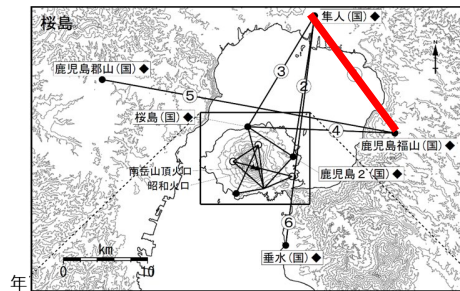 桜島
隼人(国)◆
鹿児島郡山(国)◆
③
②
⑤
桜島(国)◆
④
鹿児島福山(国)◆
南岳山頂火口
昭和火口
鹿児島2(国)◆
⑥
垂水(国)◆
km
0 10
年